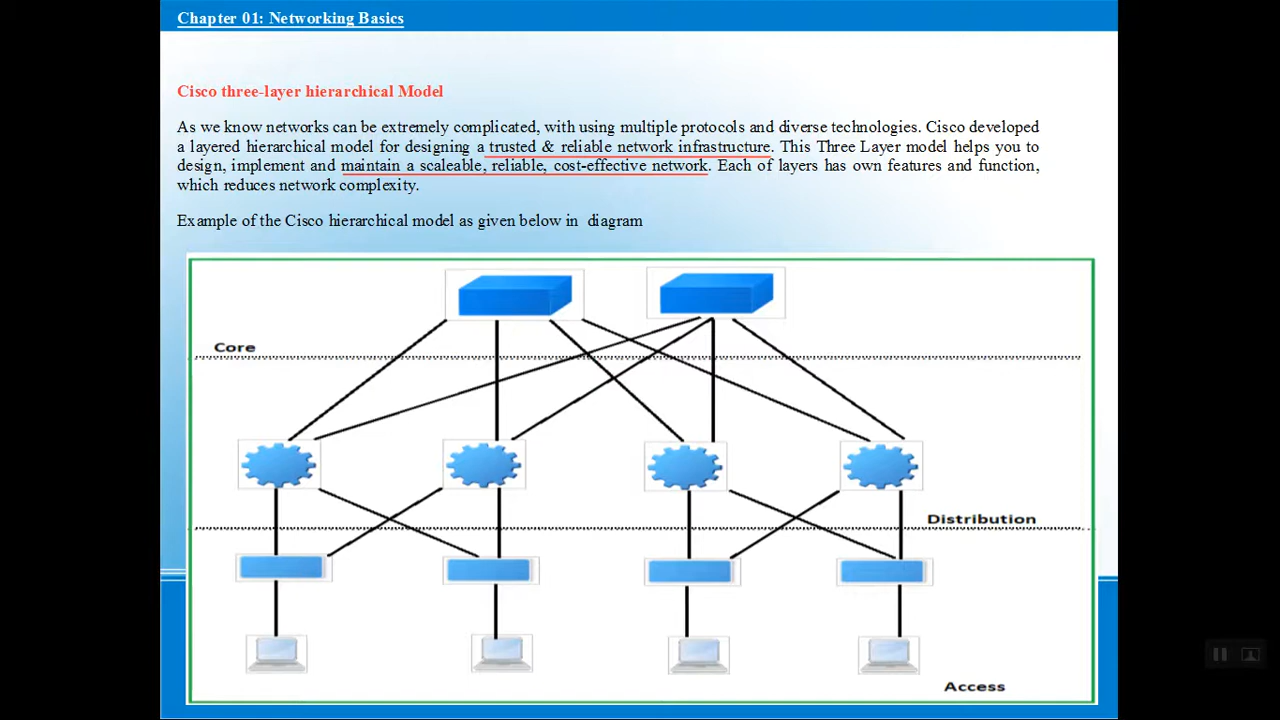 Chapter 01: Networking Basics
Cisco three-layer hierarchical Model
As we know networks can be extremely complicated, with using multiple protocols and diverse technologies. Cisco developed
a layered hierarchical model for designing a trusted & reliable network infrastructure. This Three Layer model helps you to
design, implement and maintain a scaleable, reliable, cost-effective network. Each of layers has own features and function,
which reduces network complexity.
Example of the Cisco hierarchical model as given below in diagram
Core
Distribution
Access